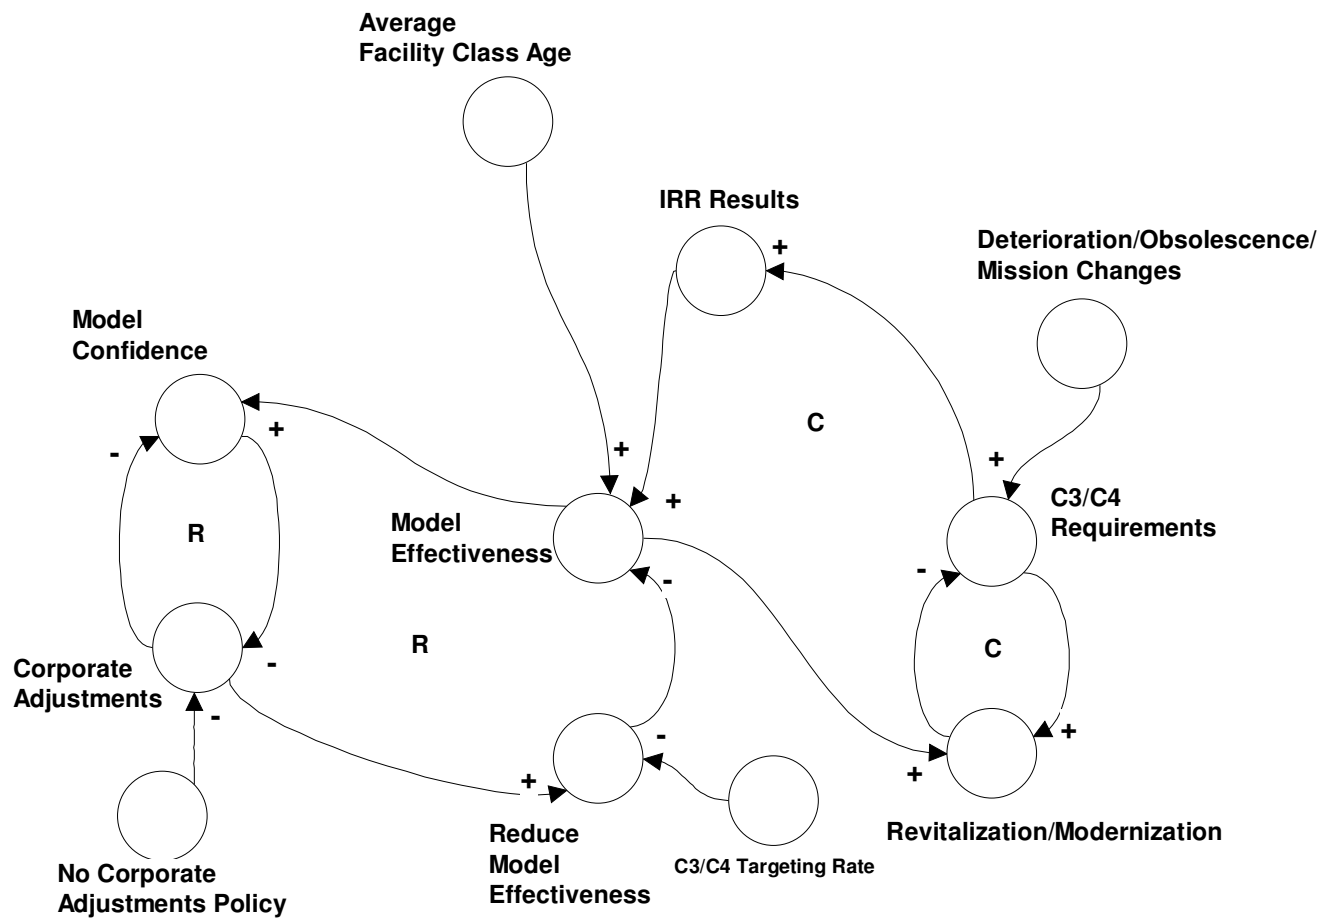 Average
Facility Class Age
IRR Results
+
Deterioration/Obsolescence/
Mission Changes
Model
Confidence
C
+
-
+
+
+
C3/C4
Requirements
R
Model
Effectiveness
-
-
R
C
Corporate
Adjustments
-
-
-
+
+
+
Reduce
Model
Effectiveness
C3/C4 Targeting Rate
Revitalization/Modernization
No Corporate
Adjustments Policy